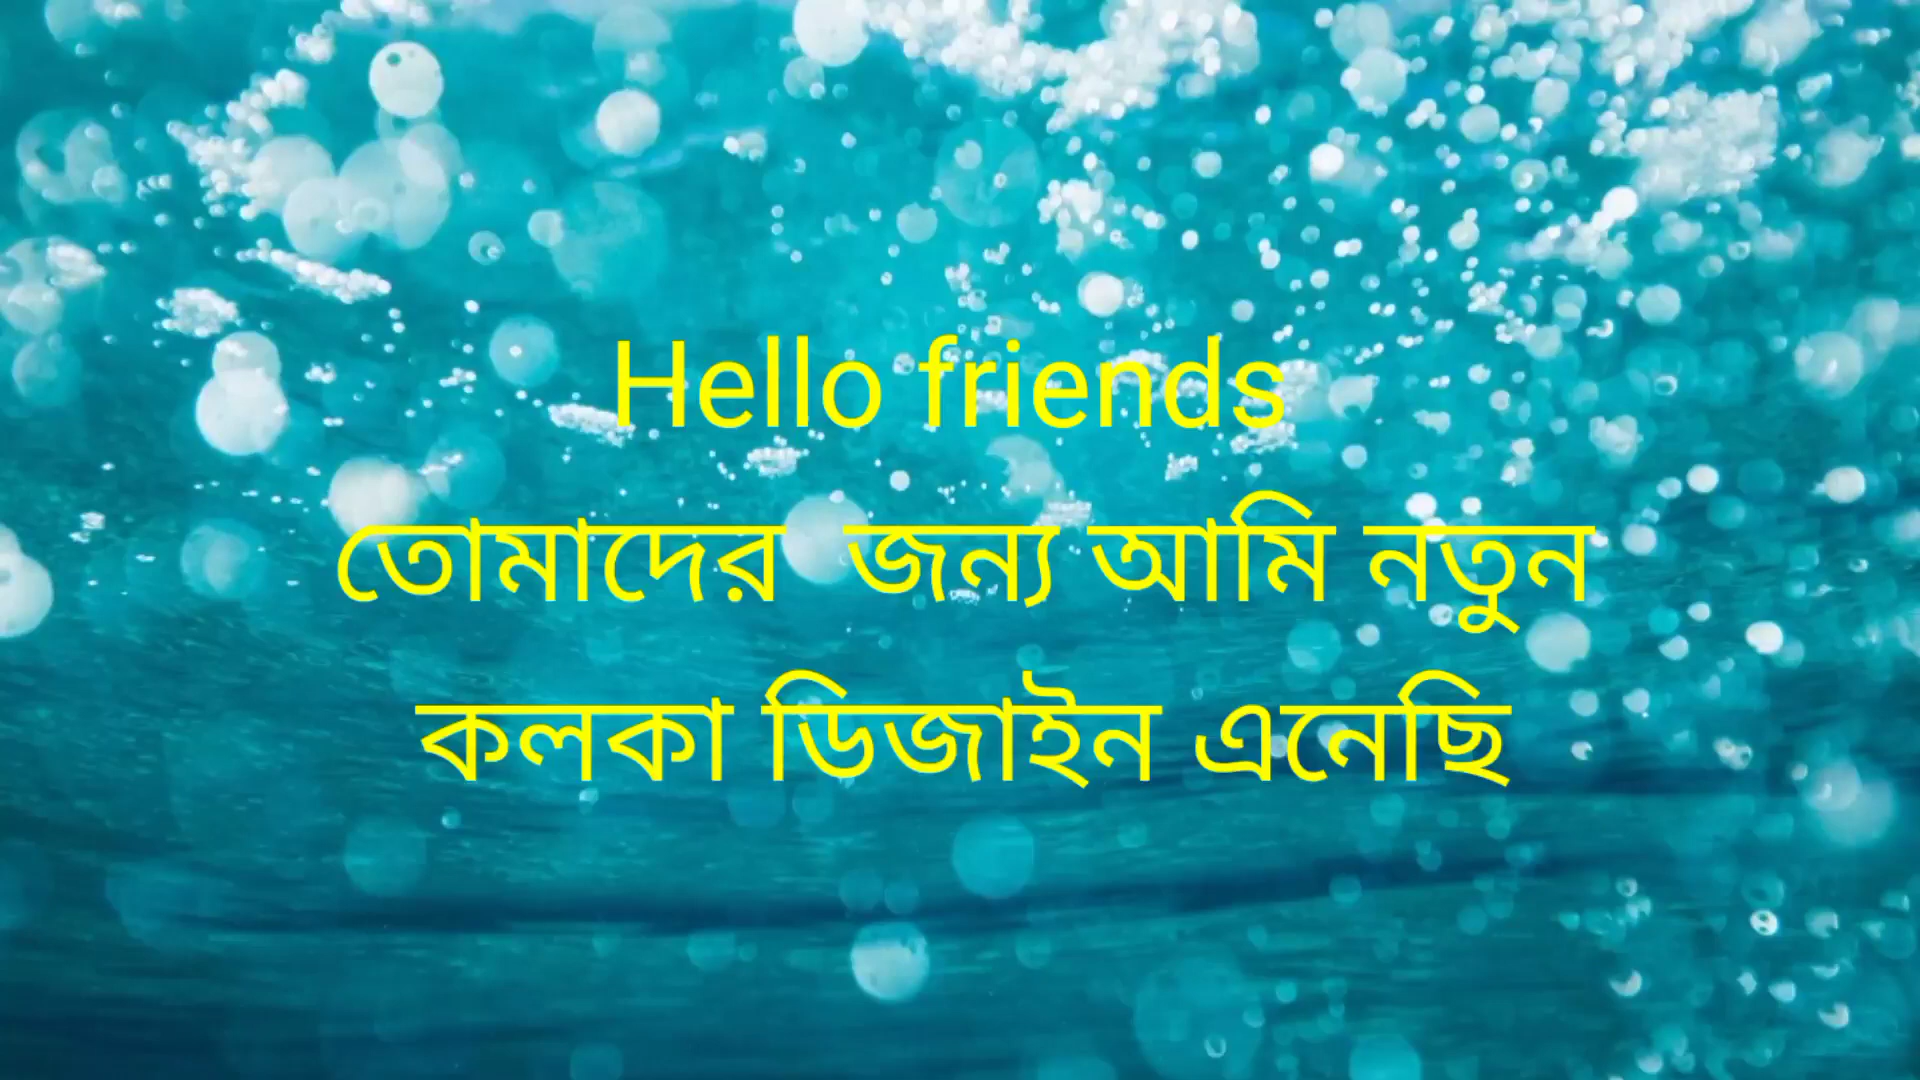 Hello friends
তোমাদের  জন্য আমি নতুন
কলকা ডিজাইন এনেছি